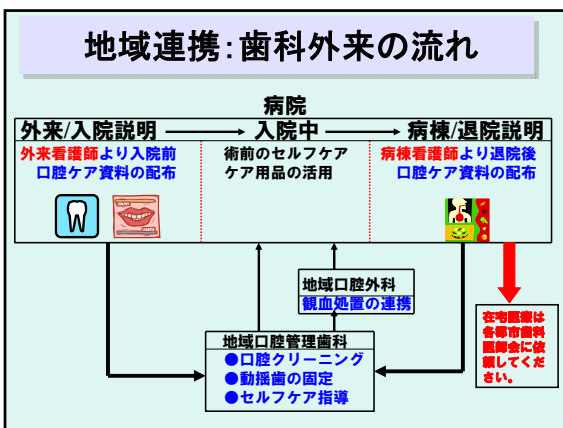 地域連携：歯科外来の流れ
病院
外来/入院説明
入院中
病棟/退院説明
外来看護師より入院前
口腔ケア資料の配布
術前のセルフケア
ケア用品の活用
病棟看護師より退院後
口腔ケア資料の配布
地域口腔外科
観血処置の連携
地域口腔管理歯科
●口腔クリーニング
●動揺歯の固定
●セルフケア指導
在宅医療は
各郡市歯科
医師会に依
頼してくだ
さい。